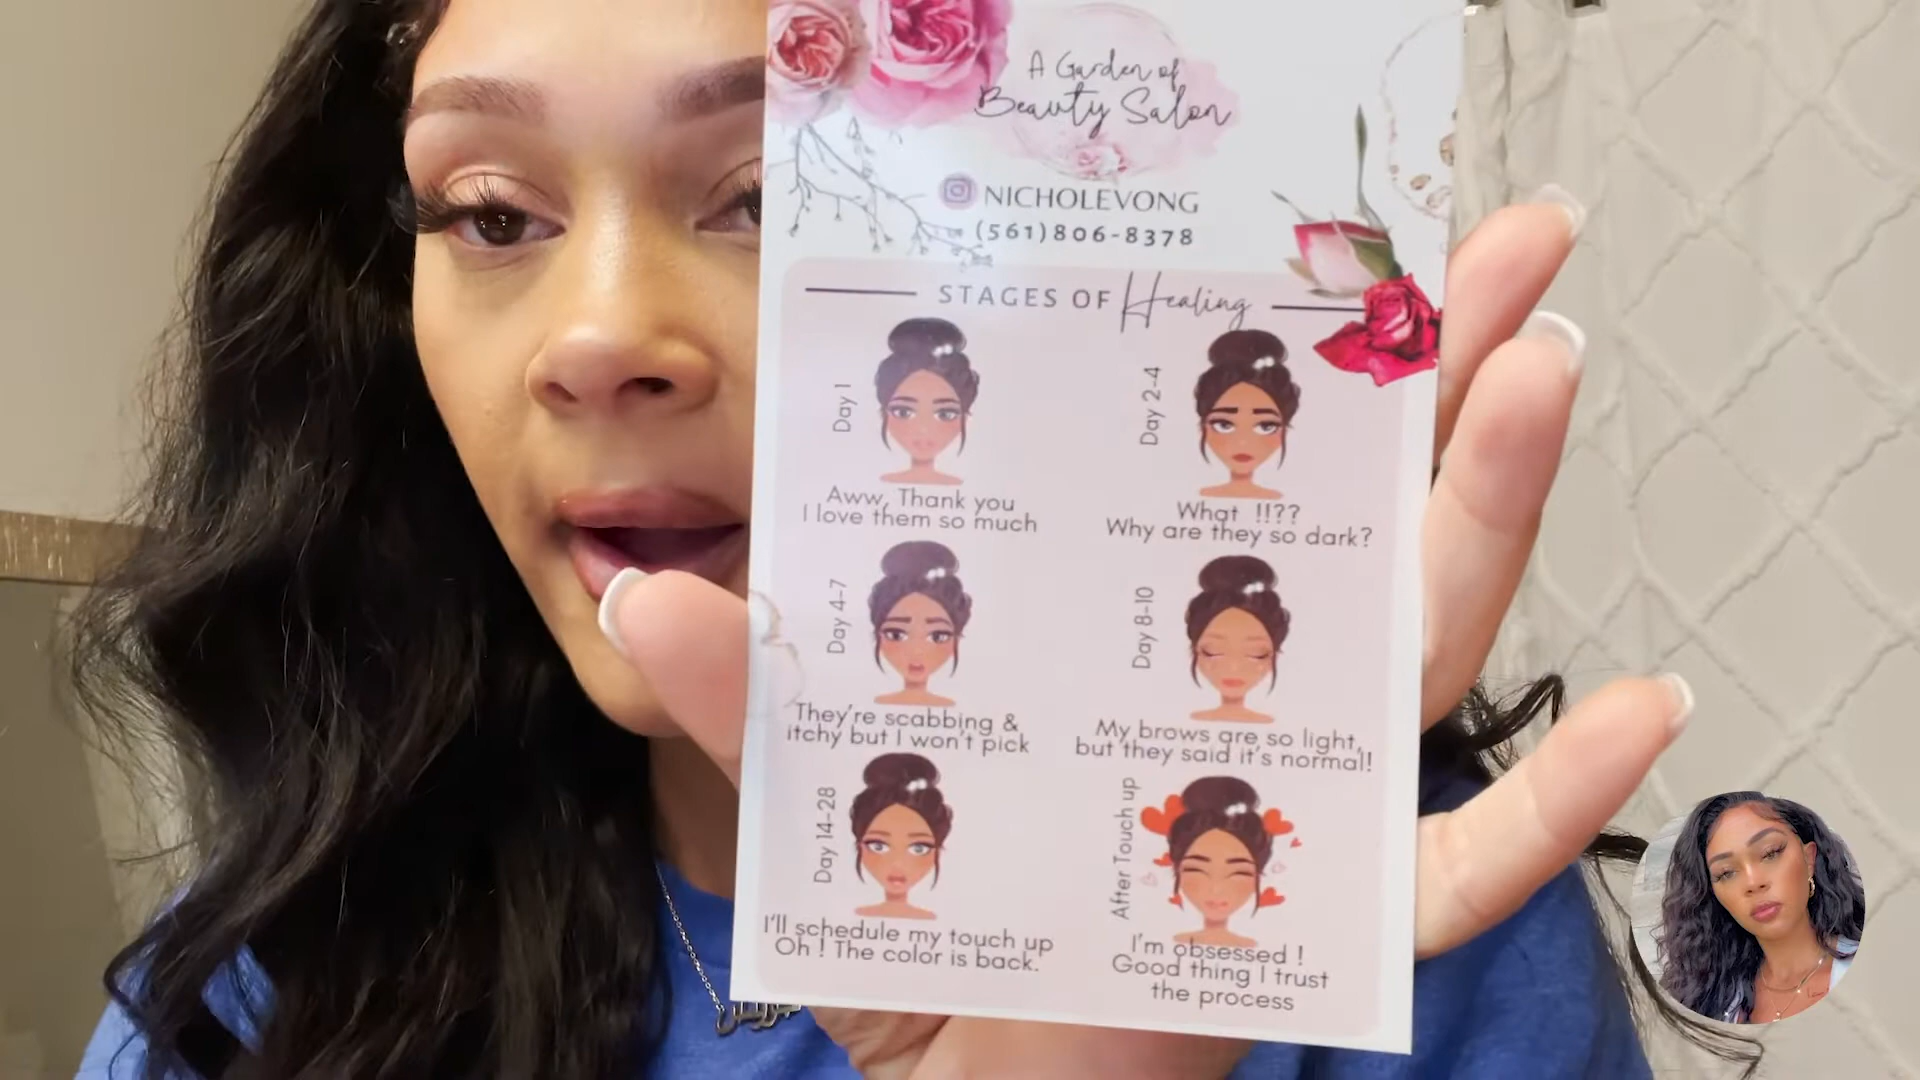 A Garden of
Beauty Salon
NICHOLEVONG
(561)806-8378
STAGES OF Healing
Day 1
Aww, Thank you
I love them so much
Day 2-4
What !!??
Why are they so dark?
Day 4-7
They're scabbing &
itchy but I won't pick
Day 8-10
My brows are so light,
but they said it's normal!
Day 14-28
I'll schedule my touch up
Oh ! The color is back.
After Touch up
I'm obsessed !
Good thing I trust
the process